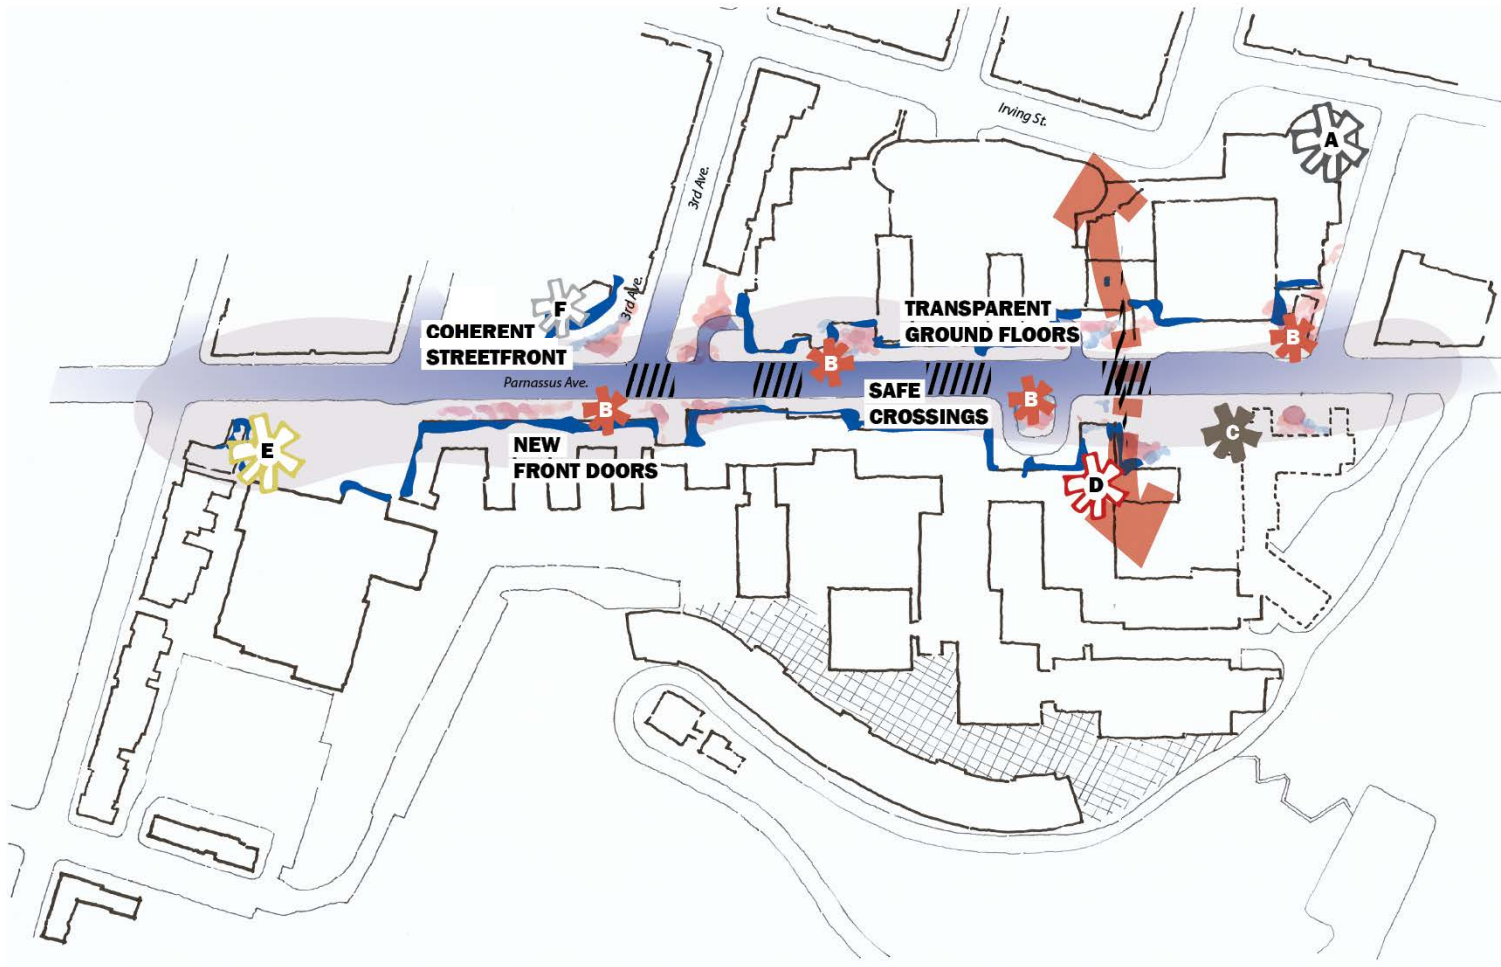 Irving St.
A
3rd Ave.
F
3rd Ave.
COHERENT
STREETFRONT
TRANSPARENT
GROUND FLOORS
B
B
Parnassus Ave.
SAFE
CROSSINGS
B
B
C
E
NEW
FRONT DOORS
D